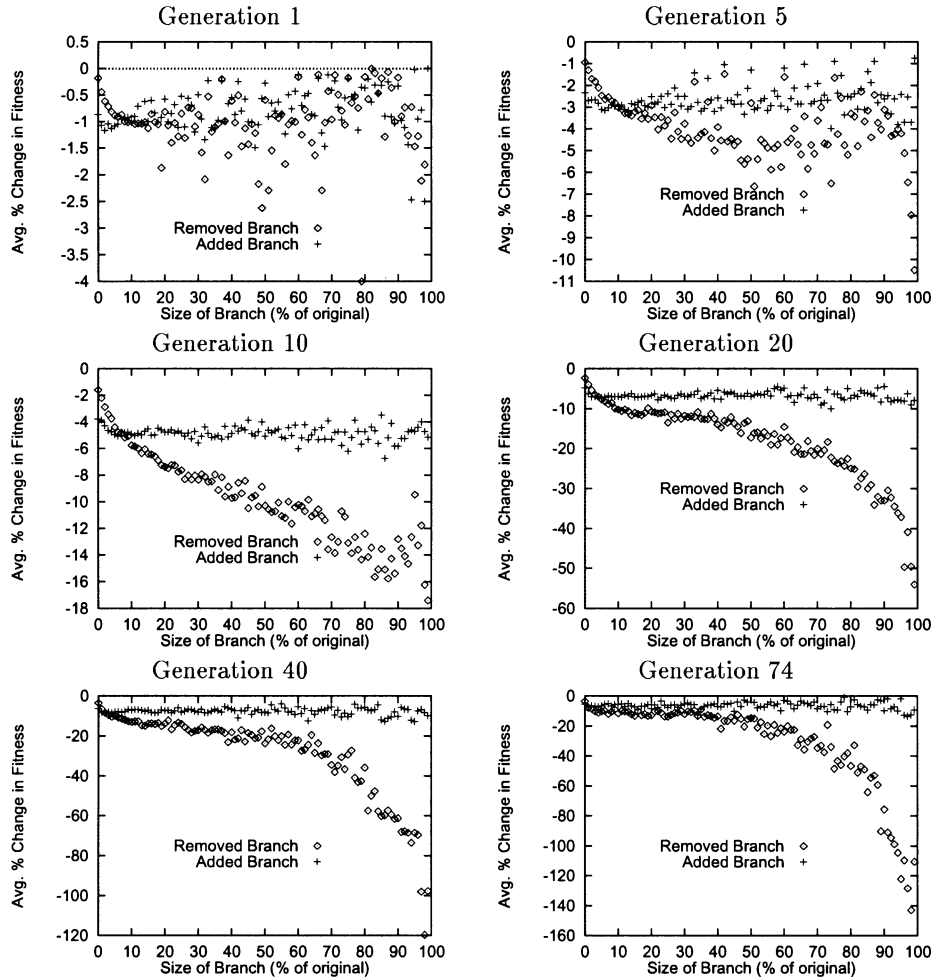 Generation 1
Generation 5
Avg. % Change in Fitness
0.5
0
-0.5
-1
-1.5
-2
-2.5
-3
-3.5
-4
Removed Branch
Added Branch
0 10 20 30 40 50 60 70 80 90 100
Size of Branch (% of original)
Avg. % Change in Fitness
0
-1
-2
-3
-4
-5
-6
-7
-8
-9
-10
-11
Removed Branch
Added Branch
0 10 20 30 40 50 60 70 80 90 100
Size of Branch (% of original)
Generation 10
Generation 20
Avg. % Change in Fitness
0
-2
-4
-6
-8
-10
-12
-14
-16
-18
Removed Branch
Added Branch
0 10 20 30 40 50 60 70 80 90 100
Size of Branch (% of original)
Avg. % Change in Fitness
0
-10
-20
-30
-40
-50
-60
Removed Branch
Added Branch
0 10 20 30 40 50 60 70 80 90 100
Size of Branch (% of original)
Generation 40
Generation 74
Avg. % Change in Fitness
0
-20
-40
-60
-80
-100
-120
Removed Branch
Added Branch
0 10 20 30 40 50 60 70 80 90 100
Size of Branch (% of original)
Avg. % Change in Fitness
0
-20
-40
-60
-80
-100
-120
-140
-160
Removed Branch
Added Branch
0 10 20 30 40 50 60 70 80 90 100
Size of Branch (% of original)